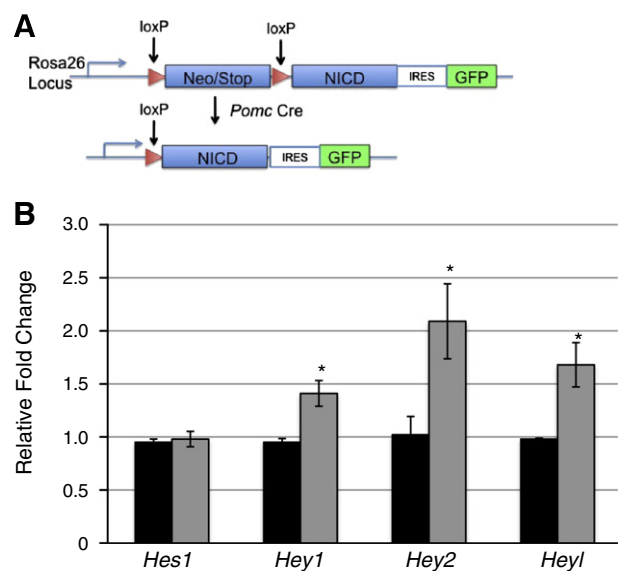 A
loxP loxP
Rosa26
Locus
Neo/Stop NICD IRES GFP
loxP
Pomc Cre
NICD IRES GFP
B
Relative Fold Change
3.0
2.5
2.0
1.5
1.0
0.5
0
*
*
*
Hes1 Hey1 Hey2 Heyl